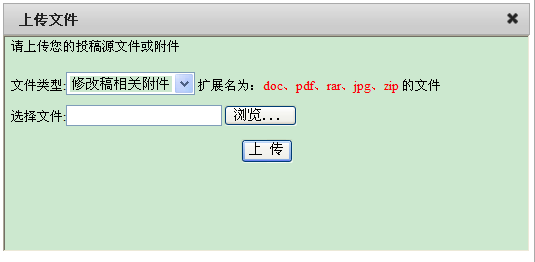 上传文件
请上传您的投稿源文件或附件
文件类型:修改稿相关附件 扩展名为：doc、pdf、rar、jpg、zip 的文件
选择文件: 浏览...
上 传